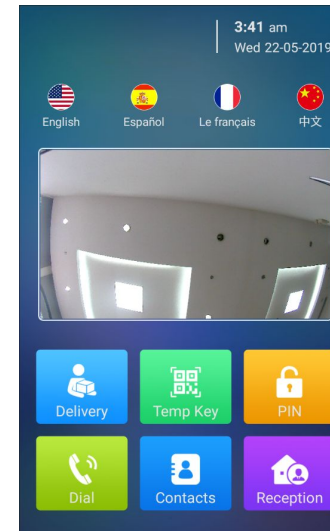 3:41 am
Wed 22-05-2019
English
Español
Le français
中文
Delivery
Temp Key
PIN
Dial
Contacts
Reception